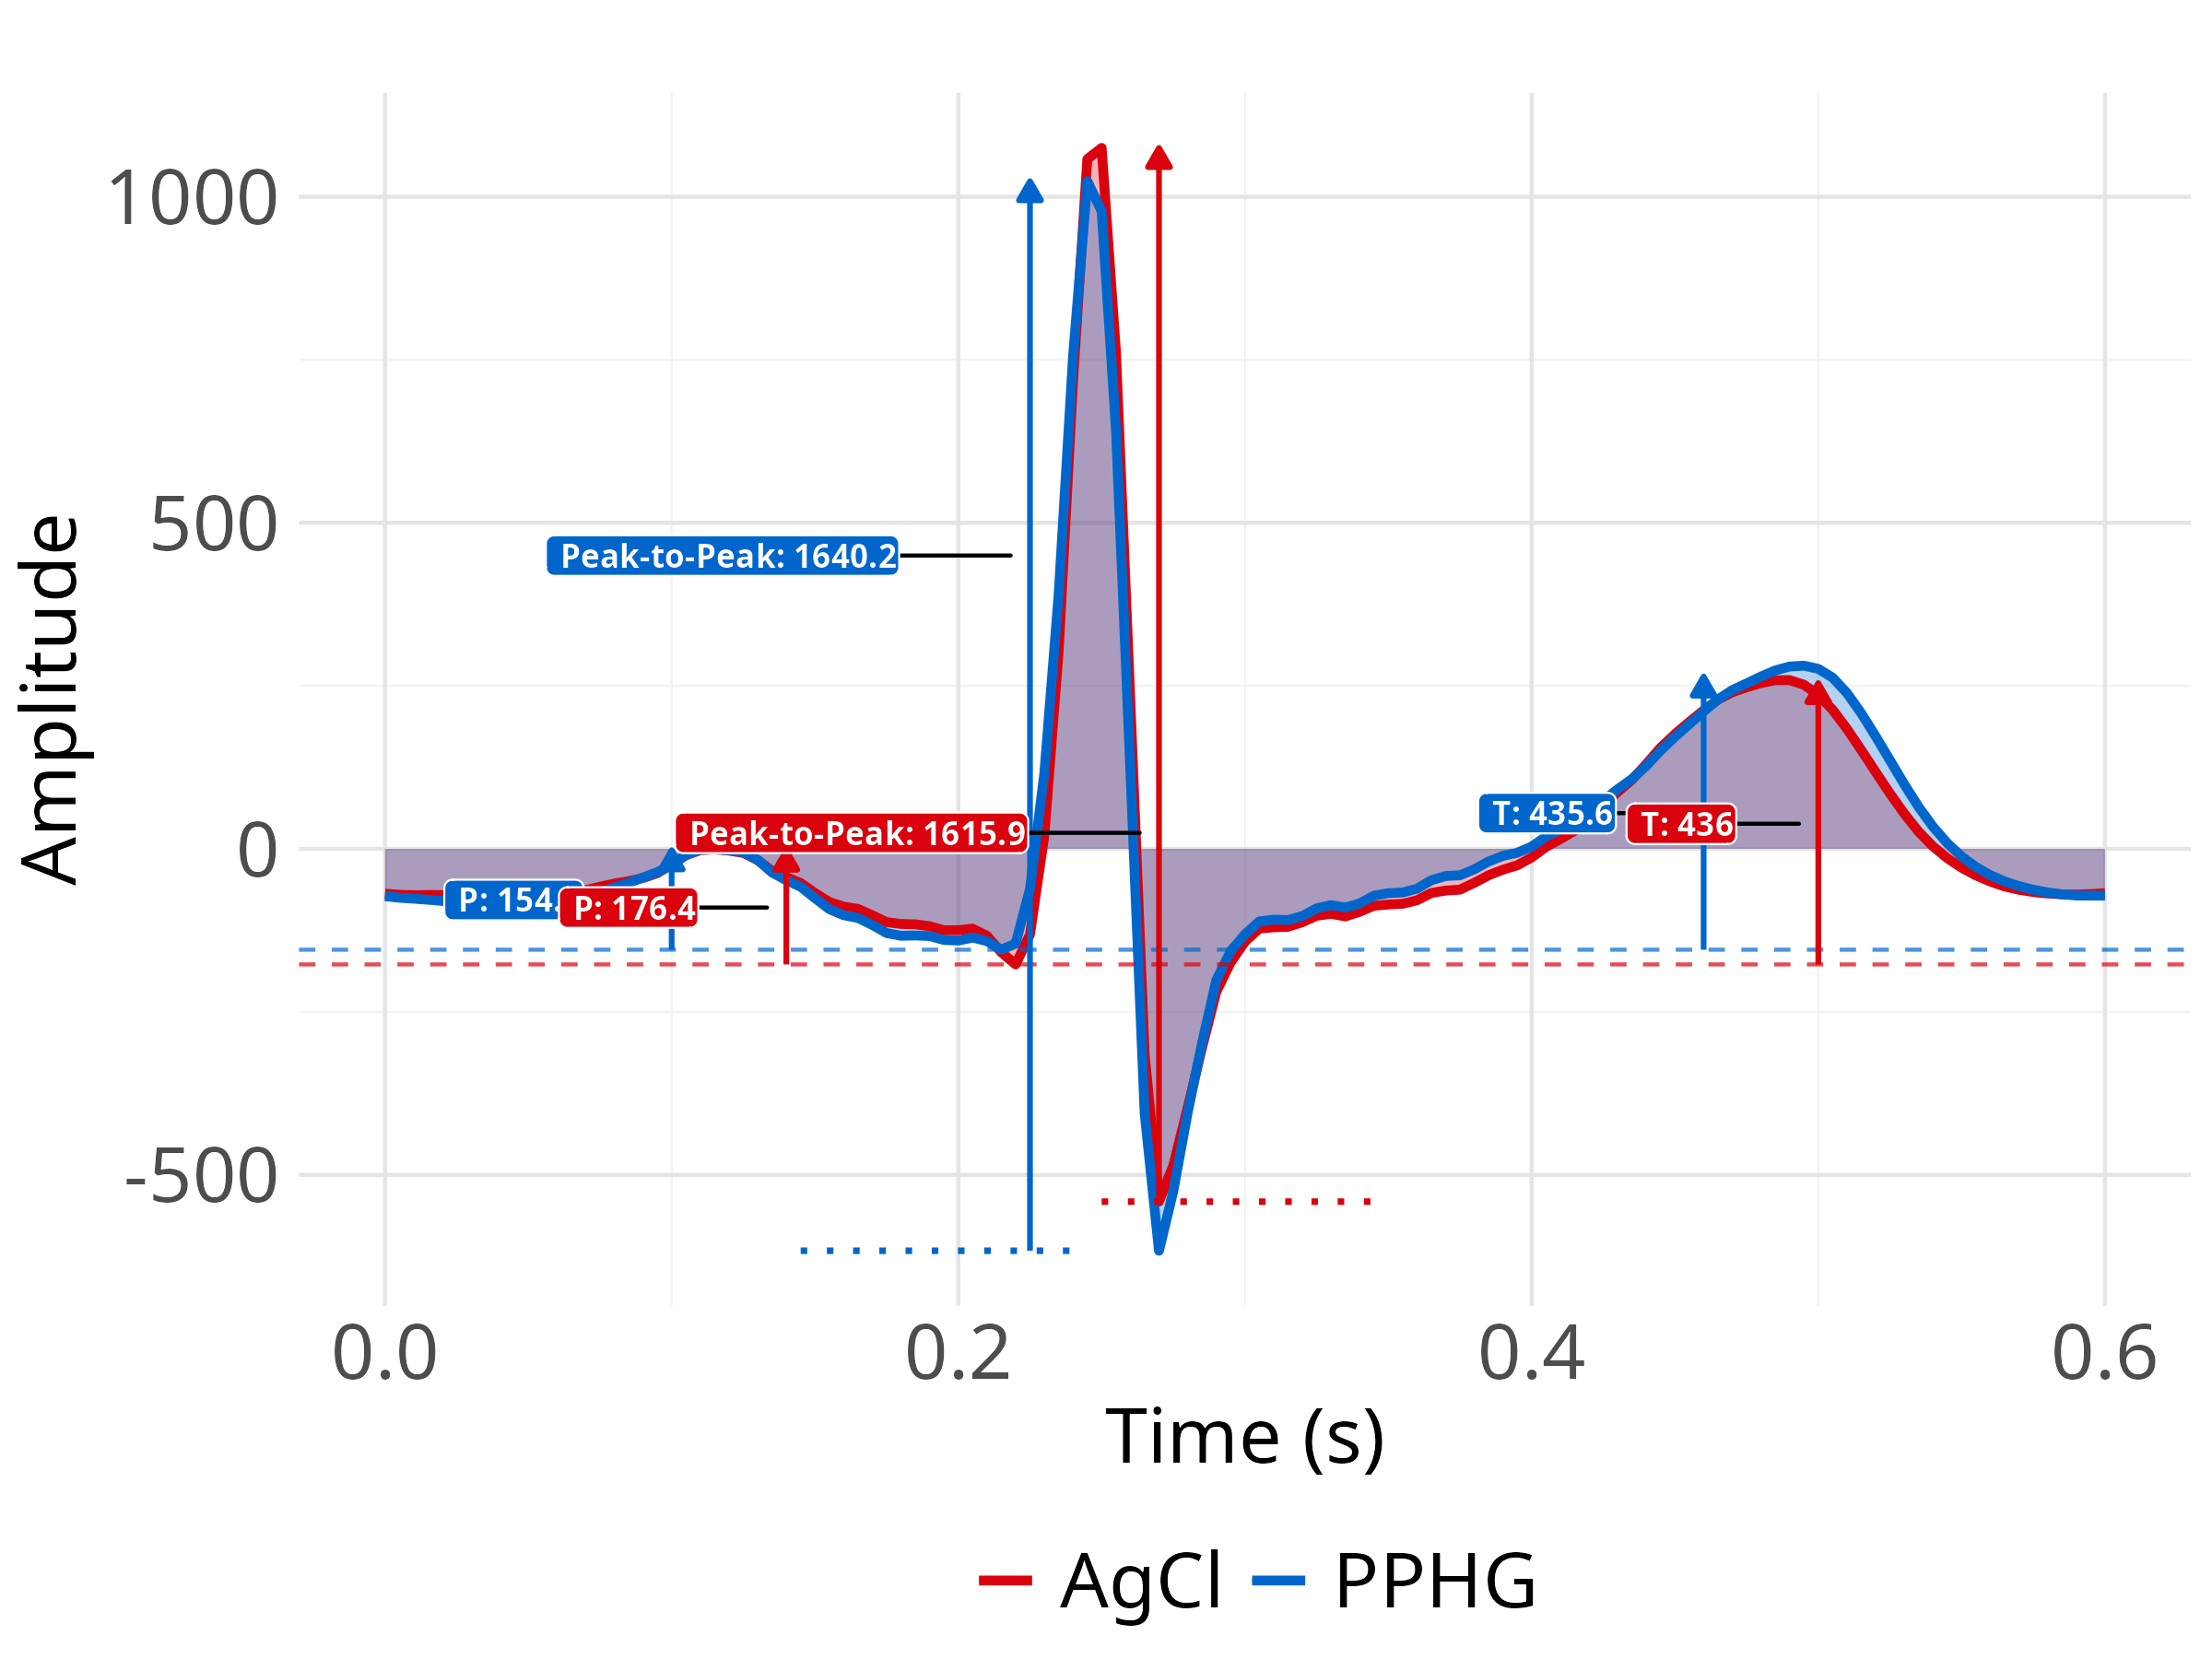 Amplitude
1000
500
0
-500
Peak-to-Peak: 1640.2
Peak-to-Peak: 1615.9
T: 435.6
T: 436
P: 154.
P: 176.4
0.0
0.2
0.4
0.6
Time (s)
AgCl
PPHG